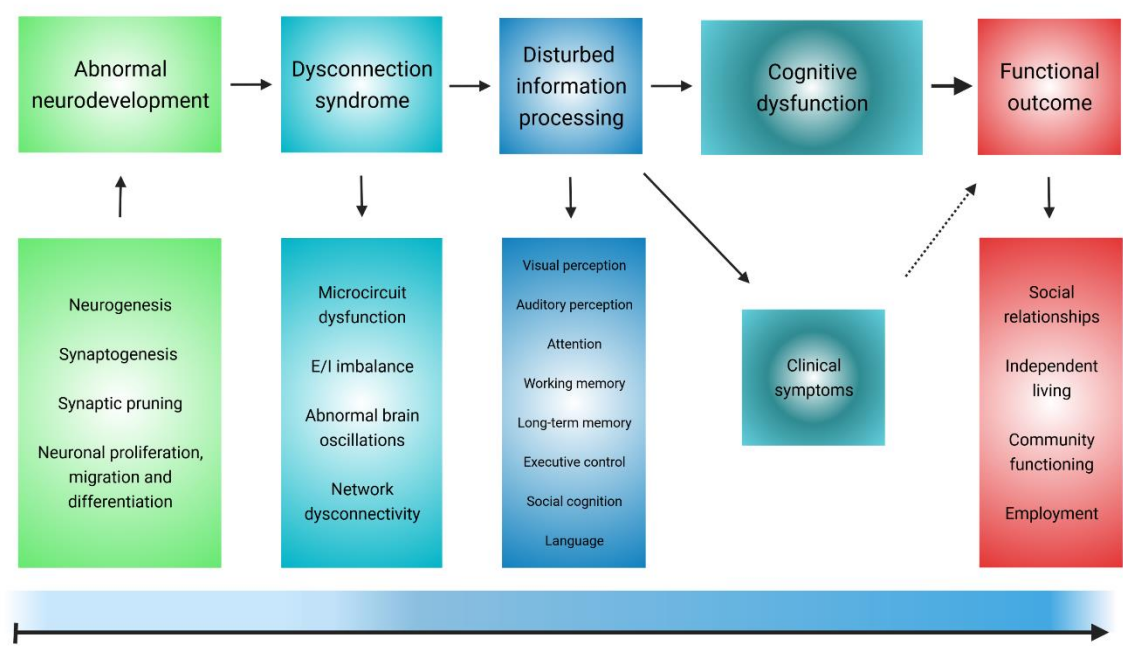 Abnormal
neurodevelopment
Dysconnection
syndrome
Disturbed
information
processing
Cognitive
dysfunction
Functional
outcome
Neurogenesis
Synaptogenesis
Synaptic pruning
Neuronal proliferation,
migration and
differentiation
Microcircuit
dysfunction
E/I imbalance
Abnormal brain
oscillations
Network
dysconnectivity
Visual perception
Auditory perception
Attention
Working memory
Long-term memory
Executive control
Social cognition
Language
Clinical
symptoms
Social
relationships
Independent
living
Community
functioning
Employment